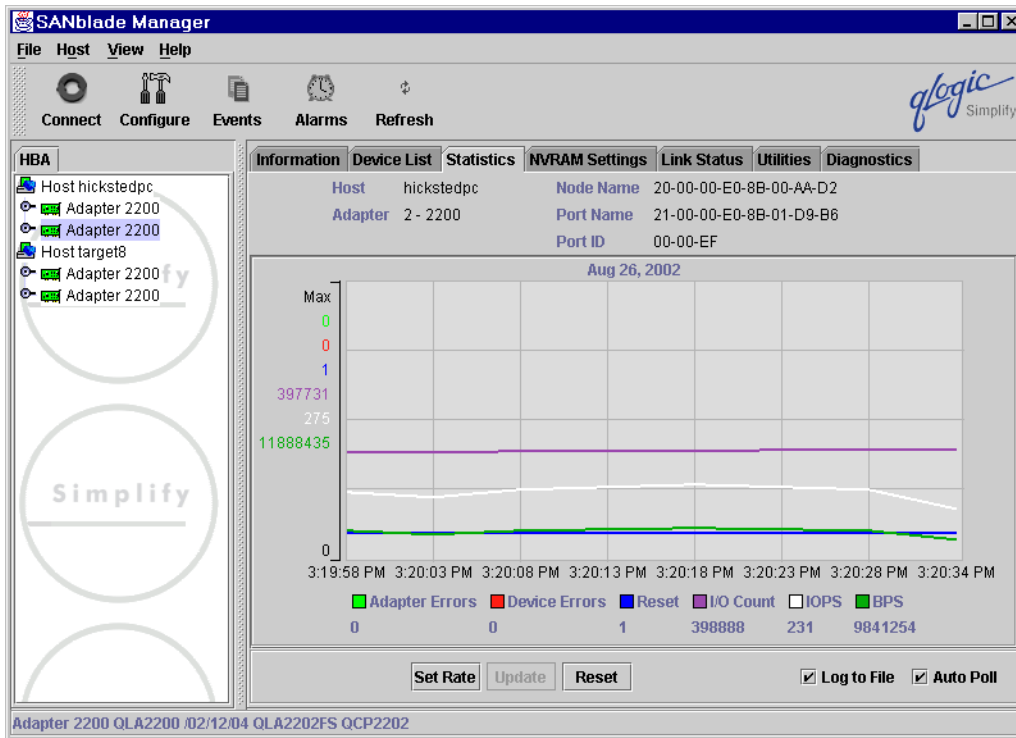 SANblade Manager
File Host View Help
Connect Configure Events Alarms Refresh
qlogic
Simplify
HBA
Host hickstedpc
Adapter 2200
Adapter 2200
Host target8
Adapter 2200
Adapter 2200
Simplify
Information Device List Statistics NVRAM Settings Link Status Utilities Diagnostics
Host hickstedpc Node Name 20-00-00-E0-8B-00-AA-D2
Adapter 2 - 2200 Port Name 21-00-00-E0-8B-01-D9-B6
Port ID 00-00-EF
Aug 26, 2002
Max
0
0
1
397731
275
11888435
0
3:19:58 PM 3:20:03 PM 3:20:08 PM 3:20:13 PM 3:20:18 PM 3:20:23 PM 3:20:28 PM 3:20:34 PM
Adapter Errors Device Errors Reset I/O Count IOPS BPS
0 0 1 398888 231 9841254
Set Rate Update Reset Log to File Auto Poll
Adapter 2200 QLA2200 /02/12/04 QLA2202FS QCP2202